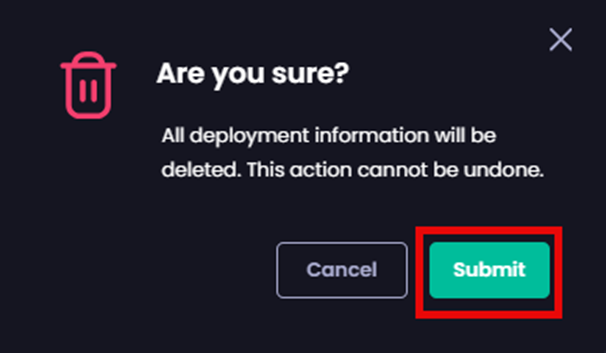 Are you sure?
All deployment information will be
deleted. This action cannot be undone.
Cancel
Submit